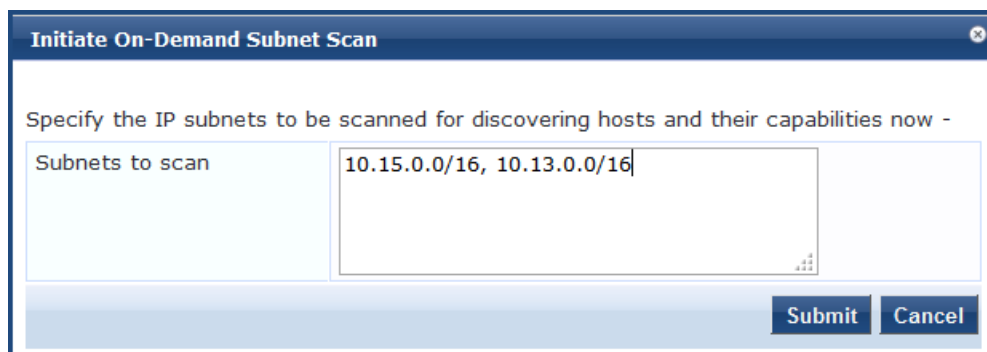 Initiate On-Demand Subnet Scan
Specify the IP subnets to be scanned for discovering hosts and their capabilities now -
Subnets to scan
10.15.0.0/16, 10.13.0.0/16
Submit
Cancel